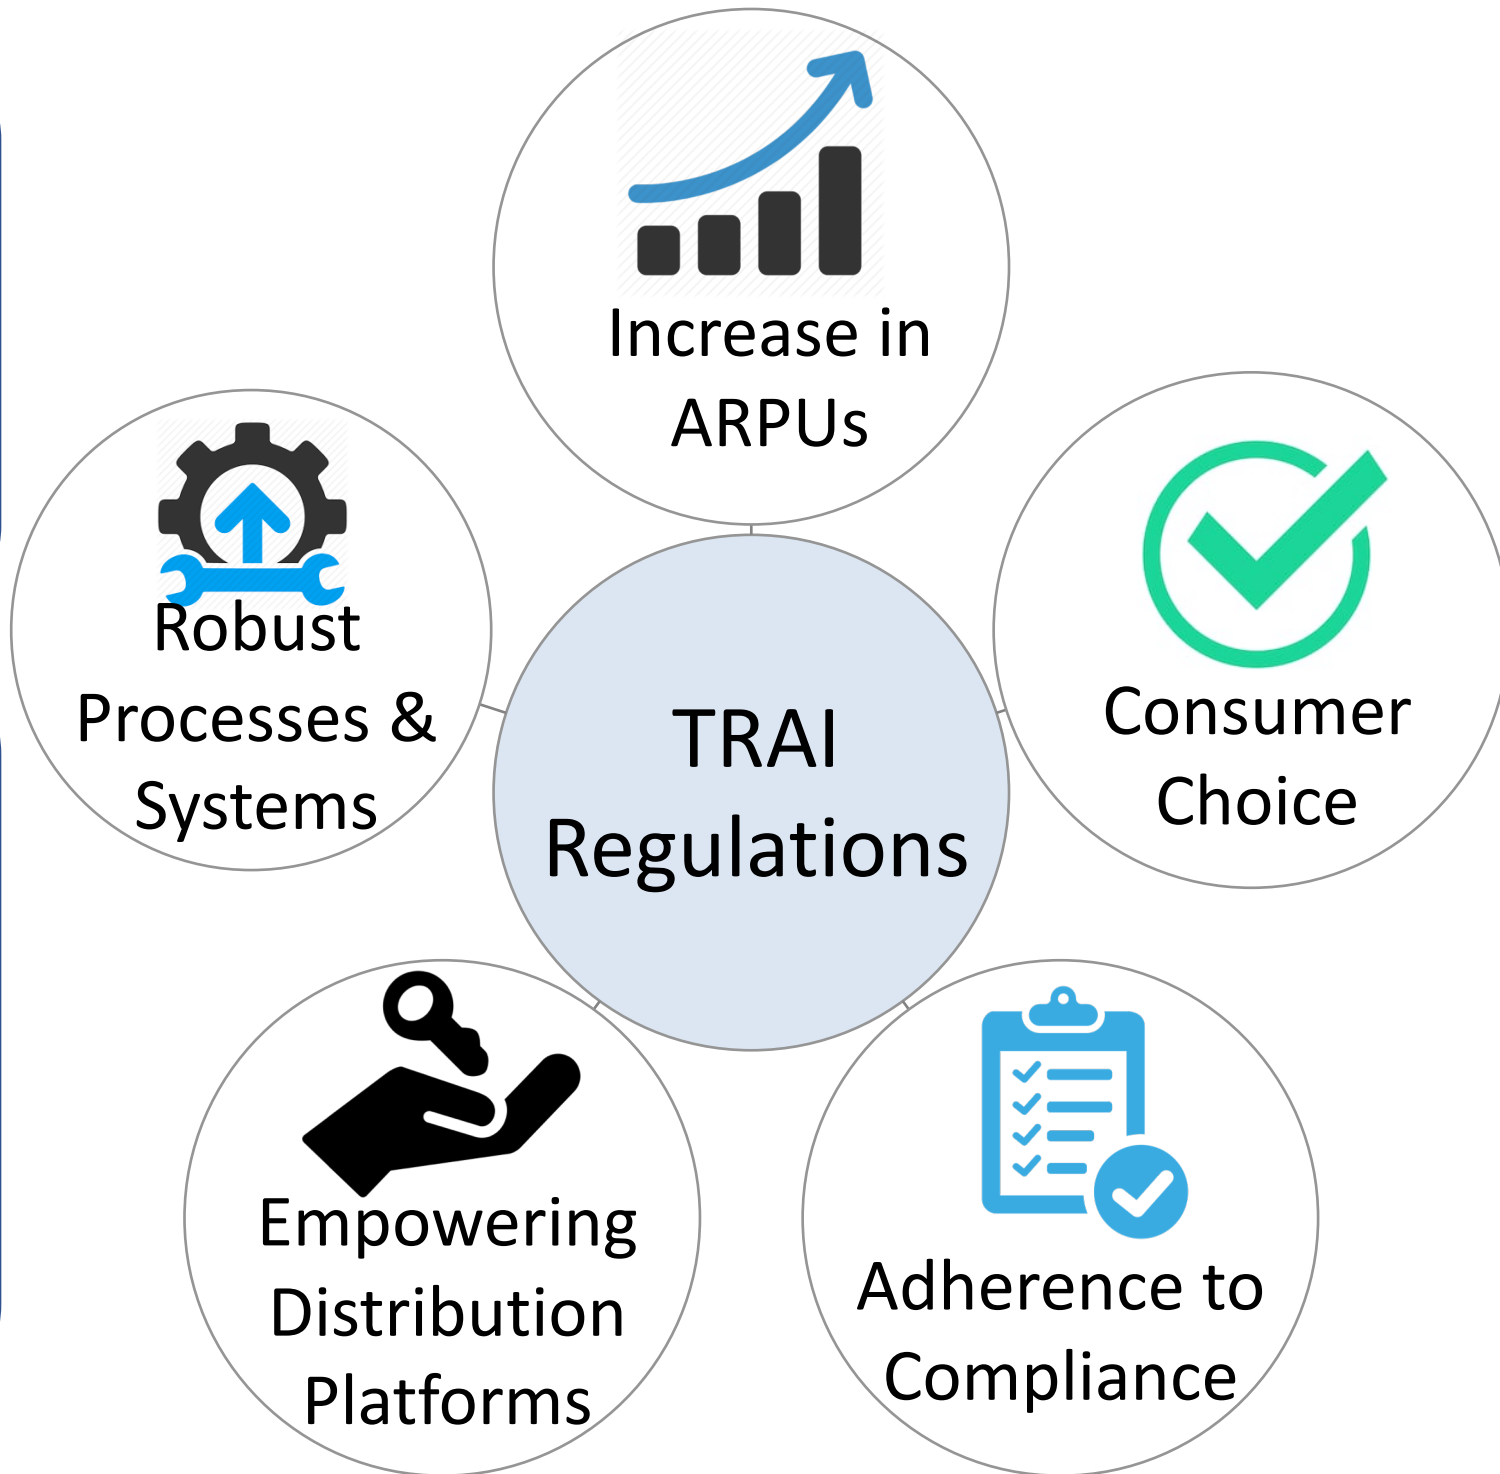 Increase in
ARPUs
Robust
Processes &
Systems
Consumer
Choice
TRAI
Regulations
Empowering
Distribution
Platforms
Adherence to
Compliance